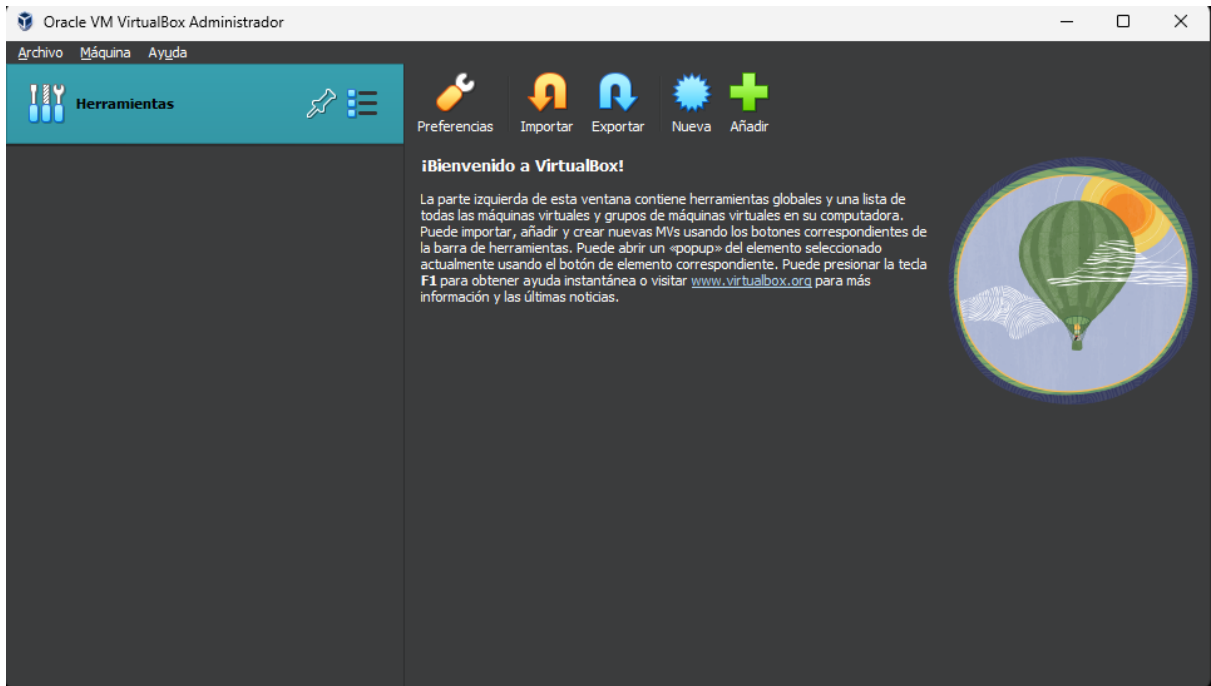 Oracle VM VirtualBox Administrador
Archivo Máquina Ayuda
Herramientas
Preferencias Importar Exportar Nueva Añadir
¡Bienvenido a VirtualBox!
La parte izquierda de esta ventana contiene herramientas globales y una lista de
todas las máquinas virtuales y grupos de máquinas virtuales en su computadora.
Puede importar, añadir y crear nuevas MVs usando los botones correspondientes de
la barra de herramientas. Puede abrir un «popup» del elemento seleccionado
actualmente usando el botón de elemento correspondiente. Puede presionar la tecla
F1 para obtener ayuda instantánea o visitar www.virtualbox.org para más
información y las últimas noticias.